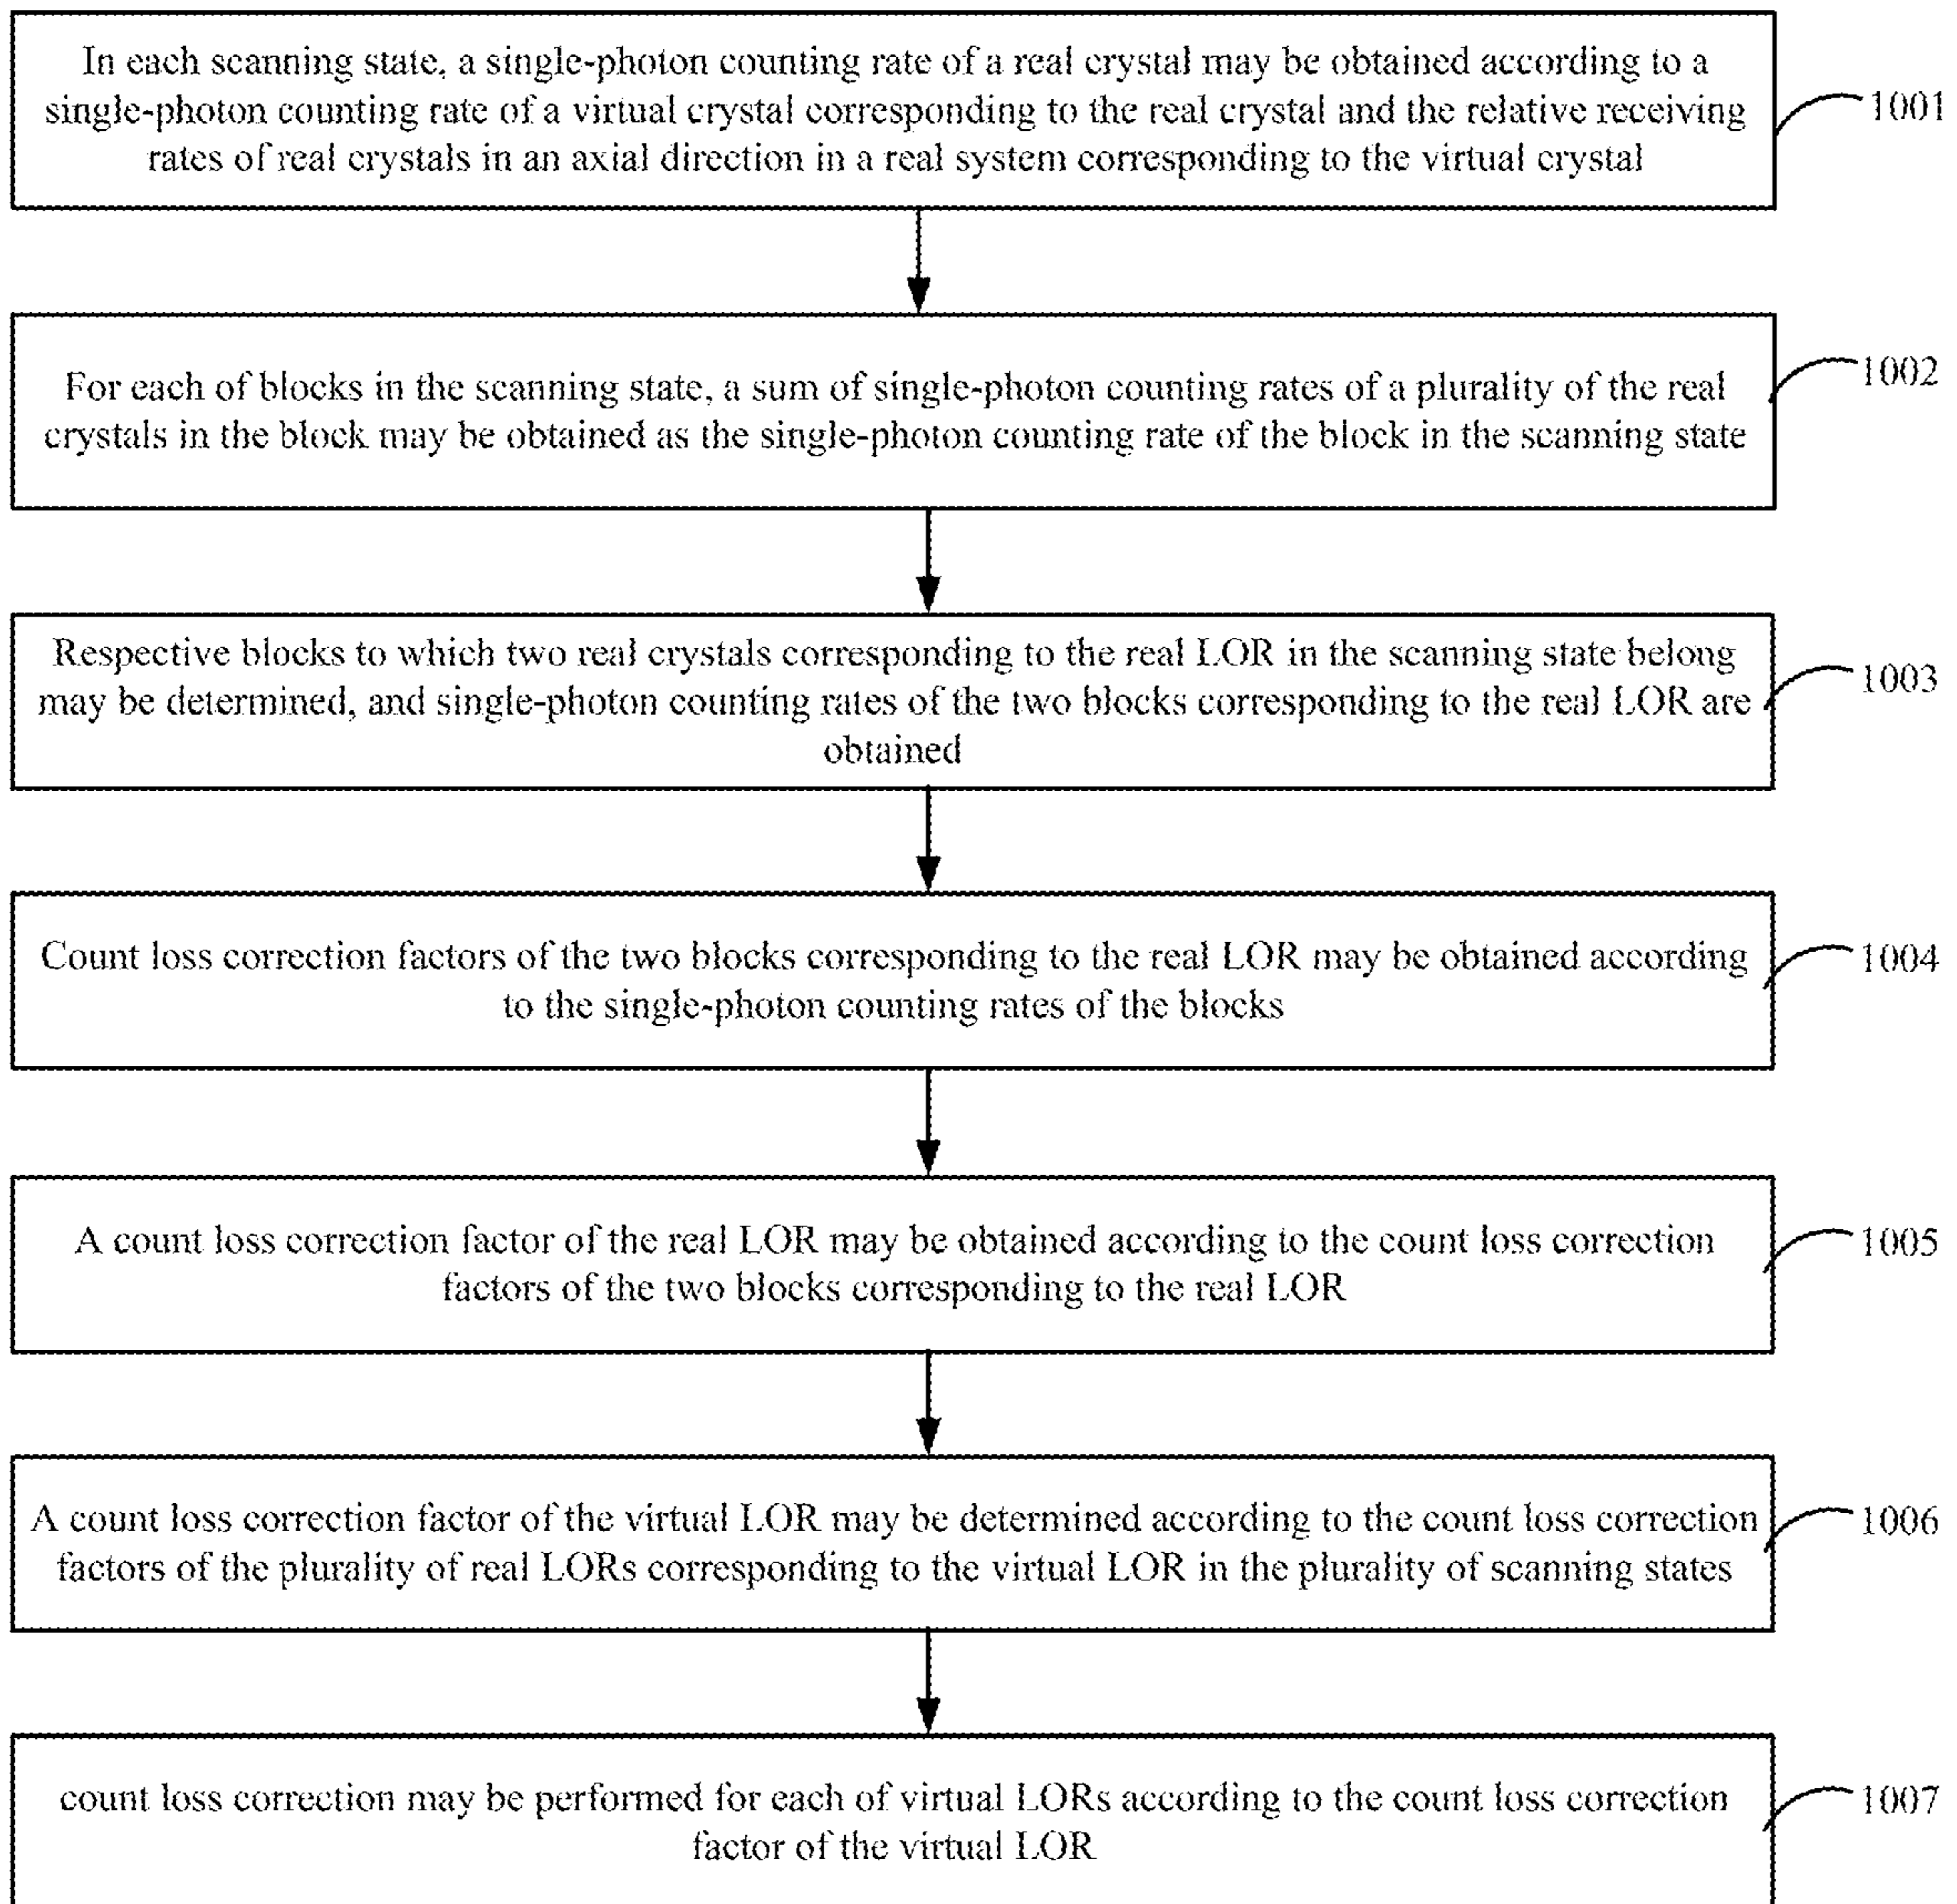 In each scanning state, a single-photon counting rate of a real crystal may be obtained according to a
single-photon counting rate of a virtual crystal corresponding to the real crystal and the relative receiving
rates of real crystals in an axial direction in a real system corresponding to the virtual crystal
1001
For each of blocks in the scanning state, a sum of single-photon counting rates of a plurality of the real
crystals in the block may be obtained as the single-photon counting rate of the block in the scanning state
1002
Respective blocks to which two real crystals corresponding to the real LOR in the scanning state belong
may be determined, and single-photon counting rates of the two blocks corresponding to the real LOR are
obtained
1003
Count loss correction factors of the two blocks corresponding to the real LOR may be obtained according
to the single-photon counting rates of the blocks
1004
A count loss correction factor of the real LOR may be obtained according to the count loss correction
factors of the two blocks corresponding to the real LOR
1005
A count loss correction factor of the virtual LOR may be determined according to the count loss correction
factors of the plurality of real LORs corresponding to the virtual LOR in the plurality of scanning states
1006
count loss correction may be performed for each of virtual LORs according to the count loss correction
factor of the virtual LOR
1007